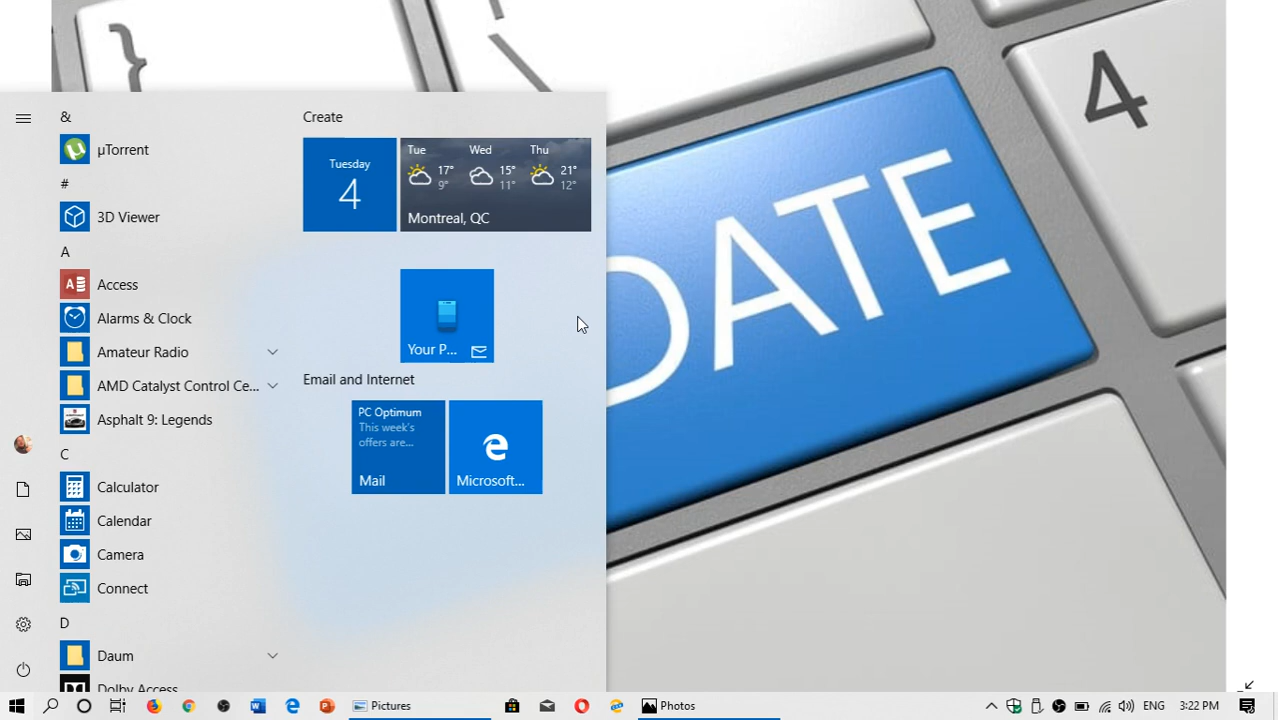 }
\
4
DATE
&
µTorrent
#
3D Viewer
A
Access
Alarms & Clock
Amateur Radio
AMD Catalyst Control Ce...
Asphalt 9: Legends
C
Calculator
Calendar
Camera
Connect
D
Daum
Dolby Access
Create
Tuesday
4
Tue Wed Thu
17° 15° 21°
9° 11° 12°
Montreal, QC
Your P...
Email and Internet
PC Optimum
This week's
offers are...
Mail
Microsoft...
Pictures
Photos
ENG
3:22 PM